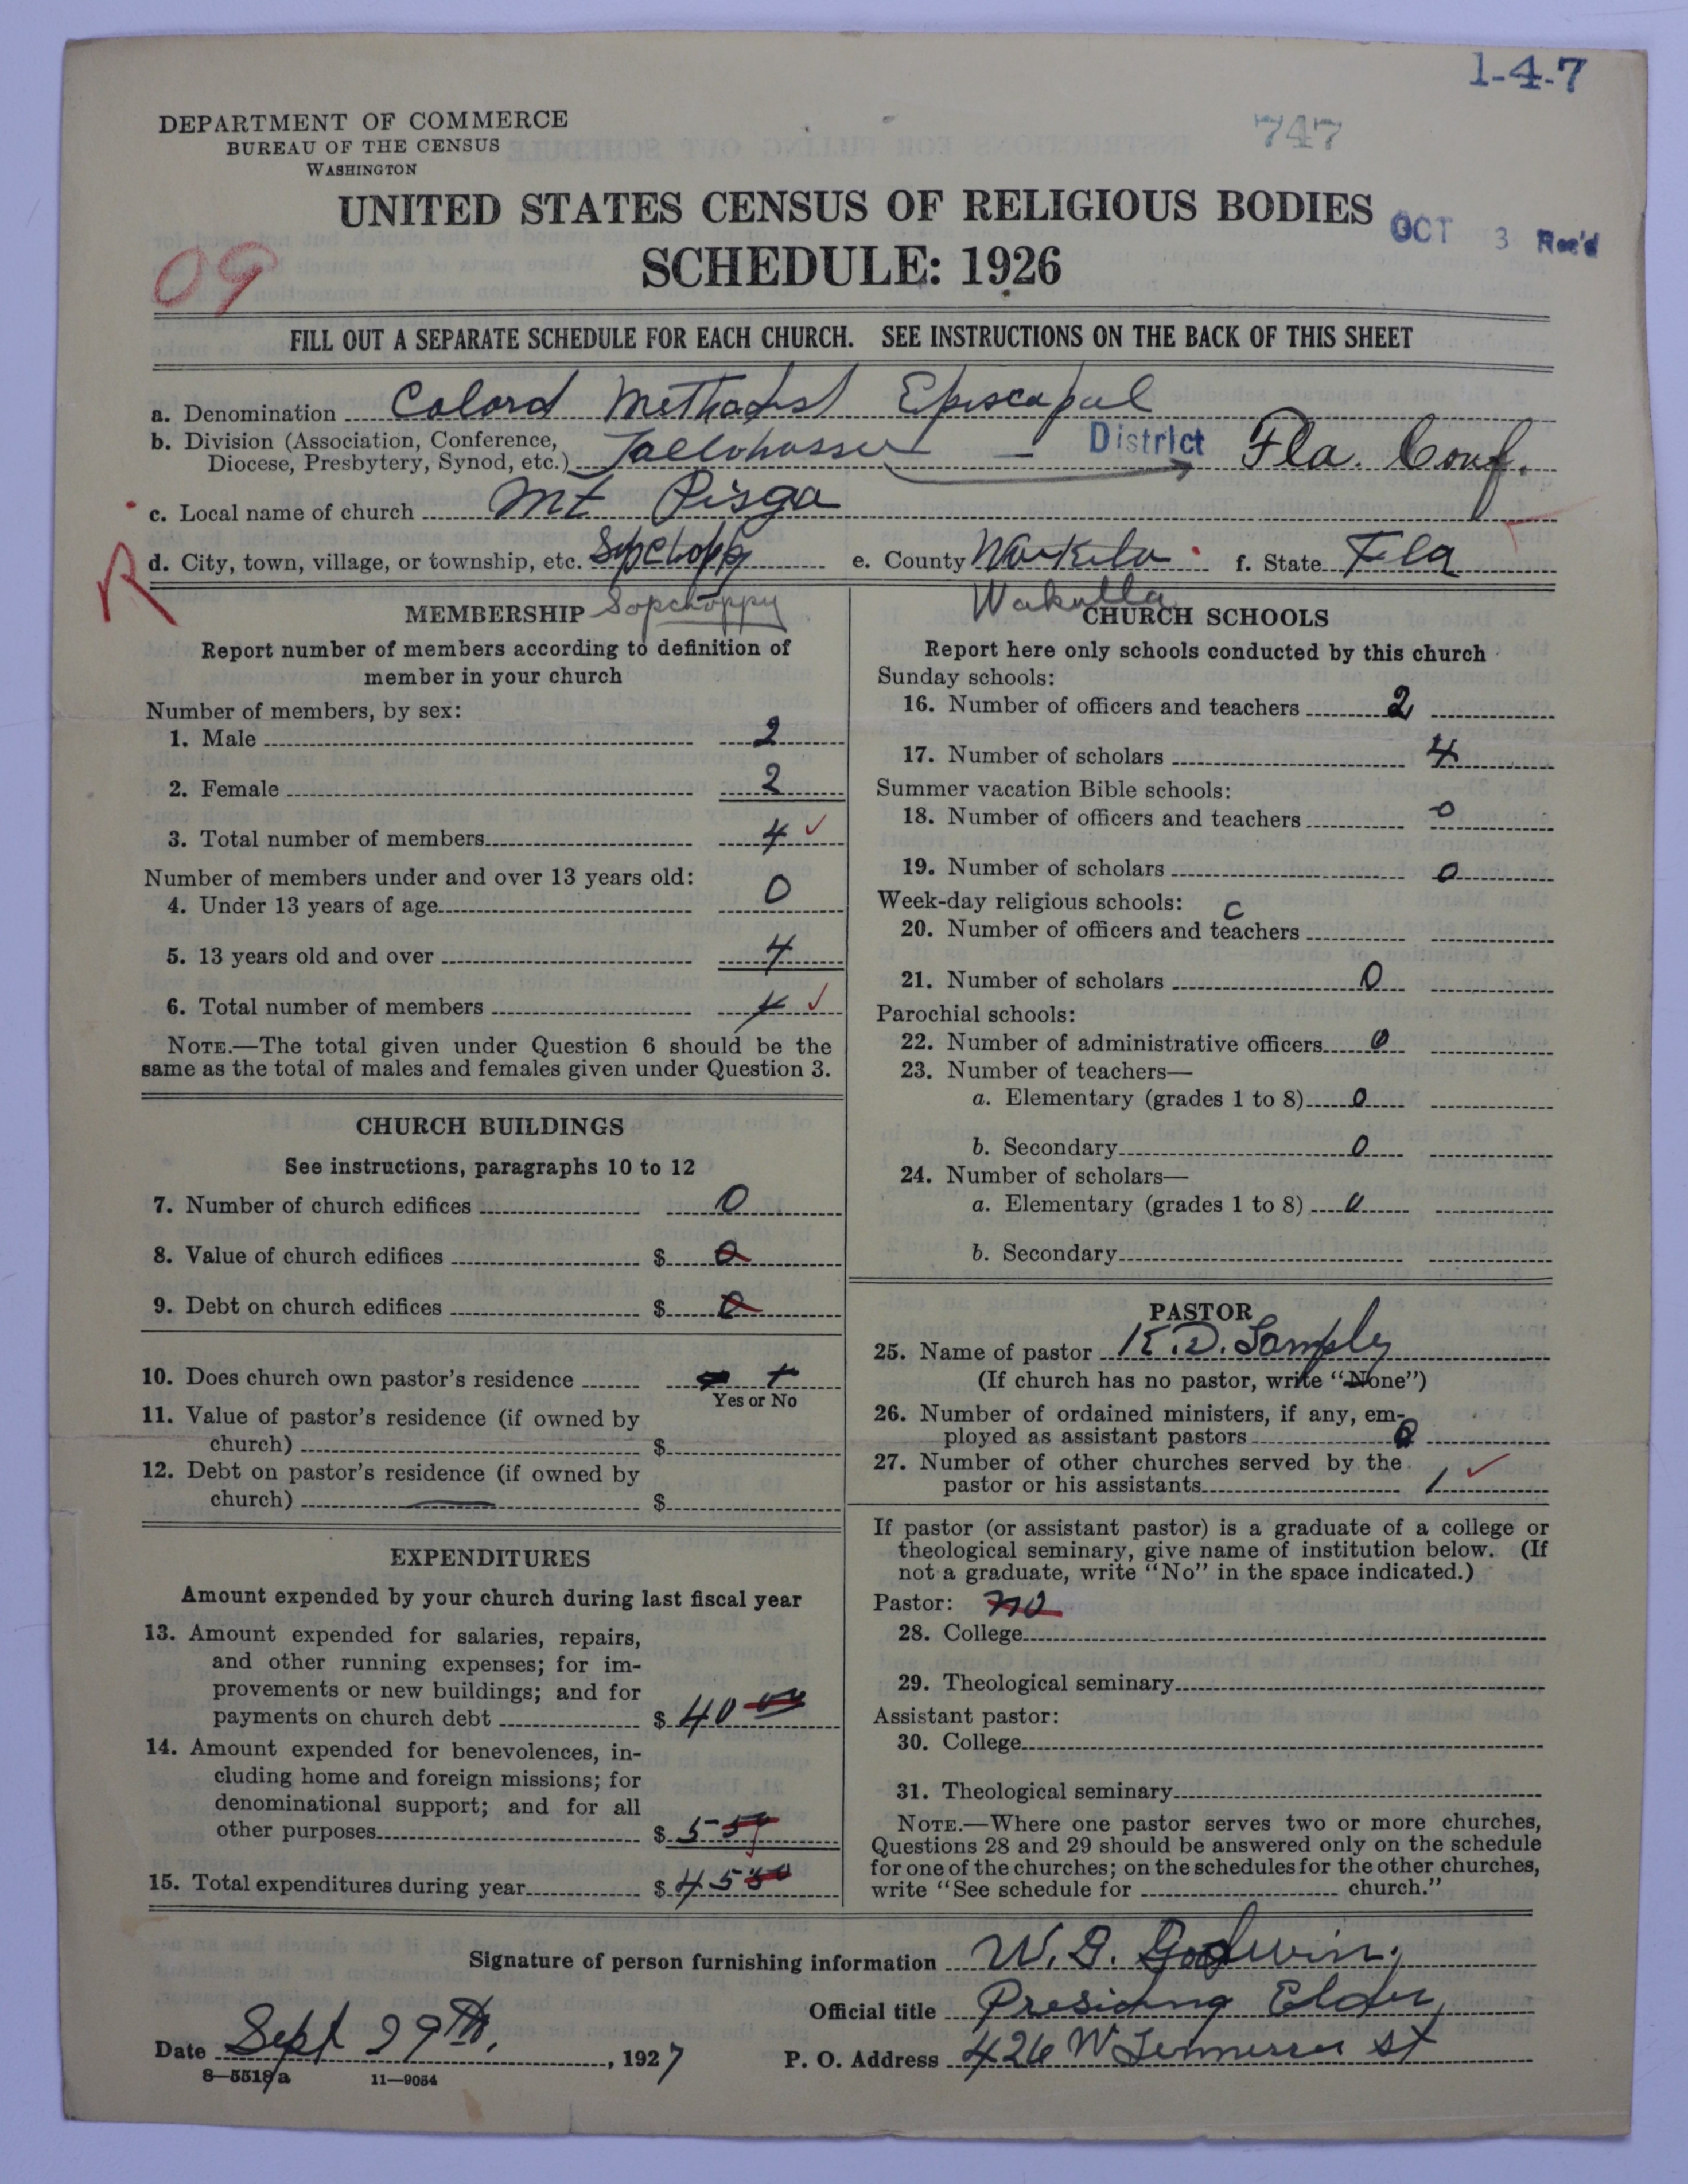 1-4-7
DEPARTMENT OF COMMERCE
BUREAU OF THE CENSUS
WASHINGTON
747
UNITED STATES CENSUS OF RELIGIOUS BODIES
SCHEDULE: 1926
OCT 3 Rec'd
09
FILL OUT A SEPARATE SCHEDULE FOR EACH CHURCH. SEE INSTRUCTIONS ON THE BACK OF THIS SHEET
a. Denomination Colord Methodist Episcopal
b. Division (Association, Conference, Diocese, Presbytery, Synod, etc.) Tallohassee - District Fla. Conf.
c. Local name of church Mt Pisga
R
d. City, town, village, or township, etc. Sopchoppy e. County Wakila f. State Fla
Sopchoppy Wakulla
MEMBERSHIP
Report number of members according to definition of
member in your church
Number of members, by sex:
1. Male 2
2. Female 2
3. Total number of members 4 ✓
Number of members under and over 13 years old:
4. Under 13 years of age 0
5. 13 years old and over 4
6. Total number of members 4 ✓
NOTE.—The total given under Question 6 should be the
same as the total of males and females given under Question 3.
CHURCH BUILDINGS
See instructions, paragraphs 10 to 12
7. Number of church edifices 0
8. Value of church edifices $ 0
9. Debt on church edifices $ 0
10. Does church own pastor's residence
Yes or No
11. Value of pastor's residence (if owned by
church) $
12. Debt on pastor's residence (if owned by
church) $
EXPENDITURES
Amount expended by your church during last fiscal year
13. Amount expended for salaries, repairs,
and other running expenses; for im-
provements or new buildings; and for
payments on church debt $ 40 00
14. Amount expended for benevolences, in-
cluding home and foreign missions; for
denominational support; and for all
other purposes $ 5 50
15. Total expenditures during year $ 45 50
CHURCH SCHOOLS
Report here only schools conducted by this church
Sunday schools:
16. Number of officers and teachers 2
17. Number of scholars 4
Summer vacation Bible schools:
18. Number of officers and teachers 0
19. Number of scholars 0
Week-day religious schools:
20. Number of officers and teachers
21. Number of scholars 0
Parochial schools:
22. Number of administrative officers 0
23. Number of teachers—
a. Elementary (grades 1 to 8) 0
b. Secondary 0
24. Number of scholars—
a. Elementary (grades 1 to 8) 0
b. Secondary
PASTOR
25. Name of pastor K. D. Samply
(If church has no pastor, write "None")
26. Number of ordained ministers, if any, em-
ployed as assistant pastors 0
27. Number of other churches served by the
pastor or his assistants 1 ✓
If pastor (or assistant pastor) is a graduate of a college or
theological seminary, give name of institution below. (If
not a graduate, write "No" in the space indicated.)
Pastor: no
28. College
29. Theological seminary
Assistant pastor:
30. College
31. Theological seminary
NOTE.—Where one pastor serves two or more churches,
Questions 28 and 29 should be answered only on the schedule
for one of the churches; on the schedules for the other churches,
write "See schedule for church."
Signature of person furnishing information W. G. Godwin.
Official title Presiding Elder
Date Sept 29TH, 1927
P. O. Address 426 W Tennessee St
8—5518a 11—9054